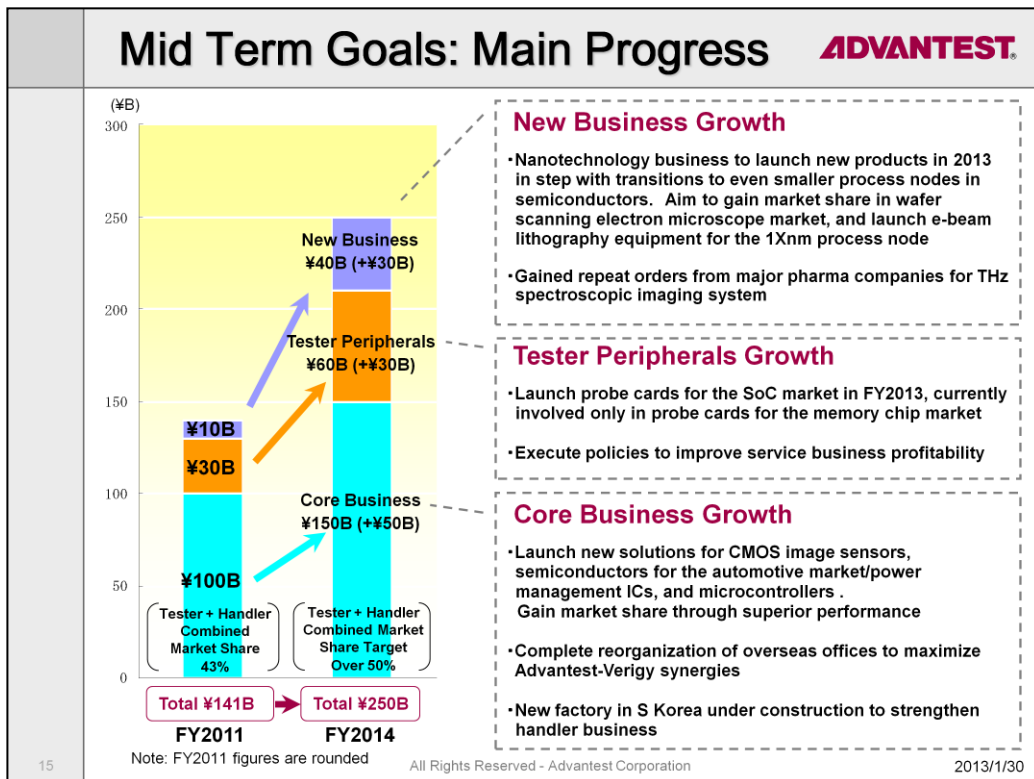 Mid Term Goals: Main Progress
ADVANTEST®
(¥B)
300
250
200
150
100
50
0
New Business
¥40B (+¥30B)
Tester Peripherals
¥60B (+¥30B)
Core Business
¥150B (+¥50B)
¥10B
¥30B
¥100B
Tester + Handler
Combined
Market Share
43%
Tester + Handler
Combined Market
Share Target
Over 50%
Total ¥141B
Total ¥250B
FY2011
FY2014
Note: FY2011 figures are rounded
New Business Growth
・Nanotechnology business to launch new products in 2013
in step with transitions to even smaller process nodes in
semiconductors. Aim to gain market share in wafer
scanning electron microscope market, and launch e-beam
lithography equipment for the 1Xnm process node
・Gained repeat orders from major pharma companies for THz
spectroscopic imaging system
Tester Peripherals Growth
・Launch probe cards for the SoC market in FY2013, currently
involved only in probe cards for the memory chip market
・Execute policies to improve service business profitability
Core Business Growth
・Launch new solutions for CMOS image sensors,
semiconductors for the automotive market/power
management ICs, and microcontrollers .
Gain market share through superior performance
・Complete reorganization of overseas offices to maximize
Advantest-Verigy synergies
・New factory in S Korea under construction to strengthen
handler business
15
All Rights Reserved - Advantest Corporation
2013/1/30